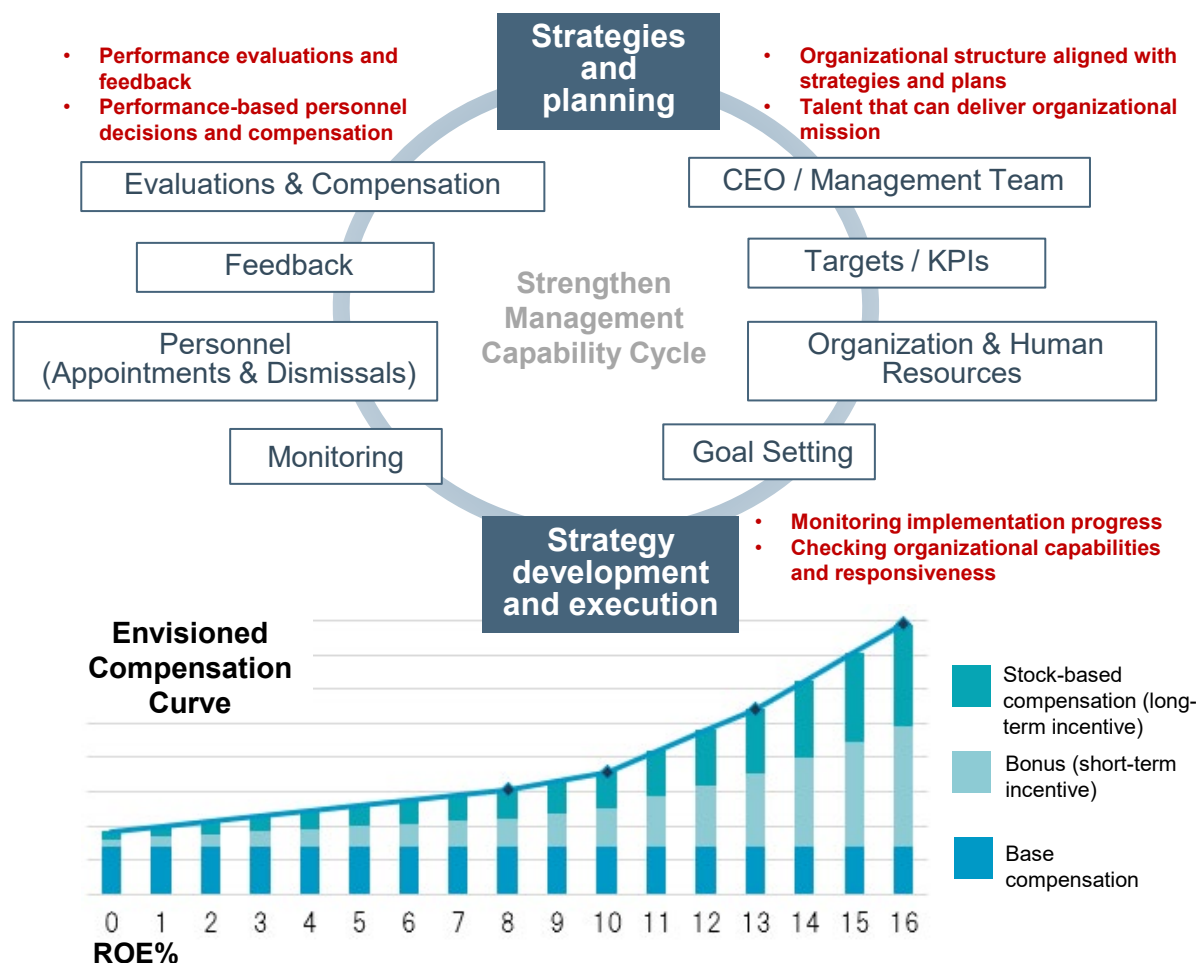 Strategies
and
planning
• Performance evaluations and
feedback
• Performance-based personnel
decisions and compensation
• Organizational structure aligned with
strategies and plans
• Talent that can deliver organizational
mission
Evaluations & Compensation
CEO / Management Team
Feedback
Targets / KPIs
Strengthen
Management
Capability Cycle
Personnel
(Appointments & Dismissals)
Organization & Human
Resources
Monitoring
Goal Setting
Strategy
development
and execution
• Monitoring implementation progress
• Checking organizational capabilities
and responsiveness
Envisioned
Compensation
Curve
Stock-based
compensation (long-
term incentive)
Bonus (short-term
incentive)
Base
compensation
0 1 2 3 4 5 6 7 8 9 10 11 12 13 14 15 16
ROE%